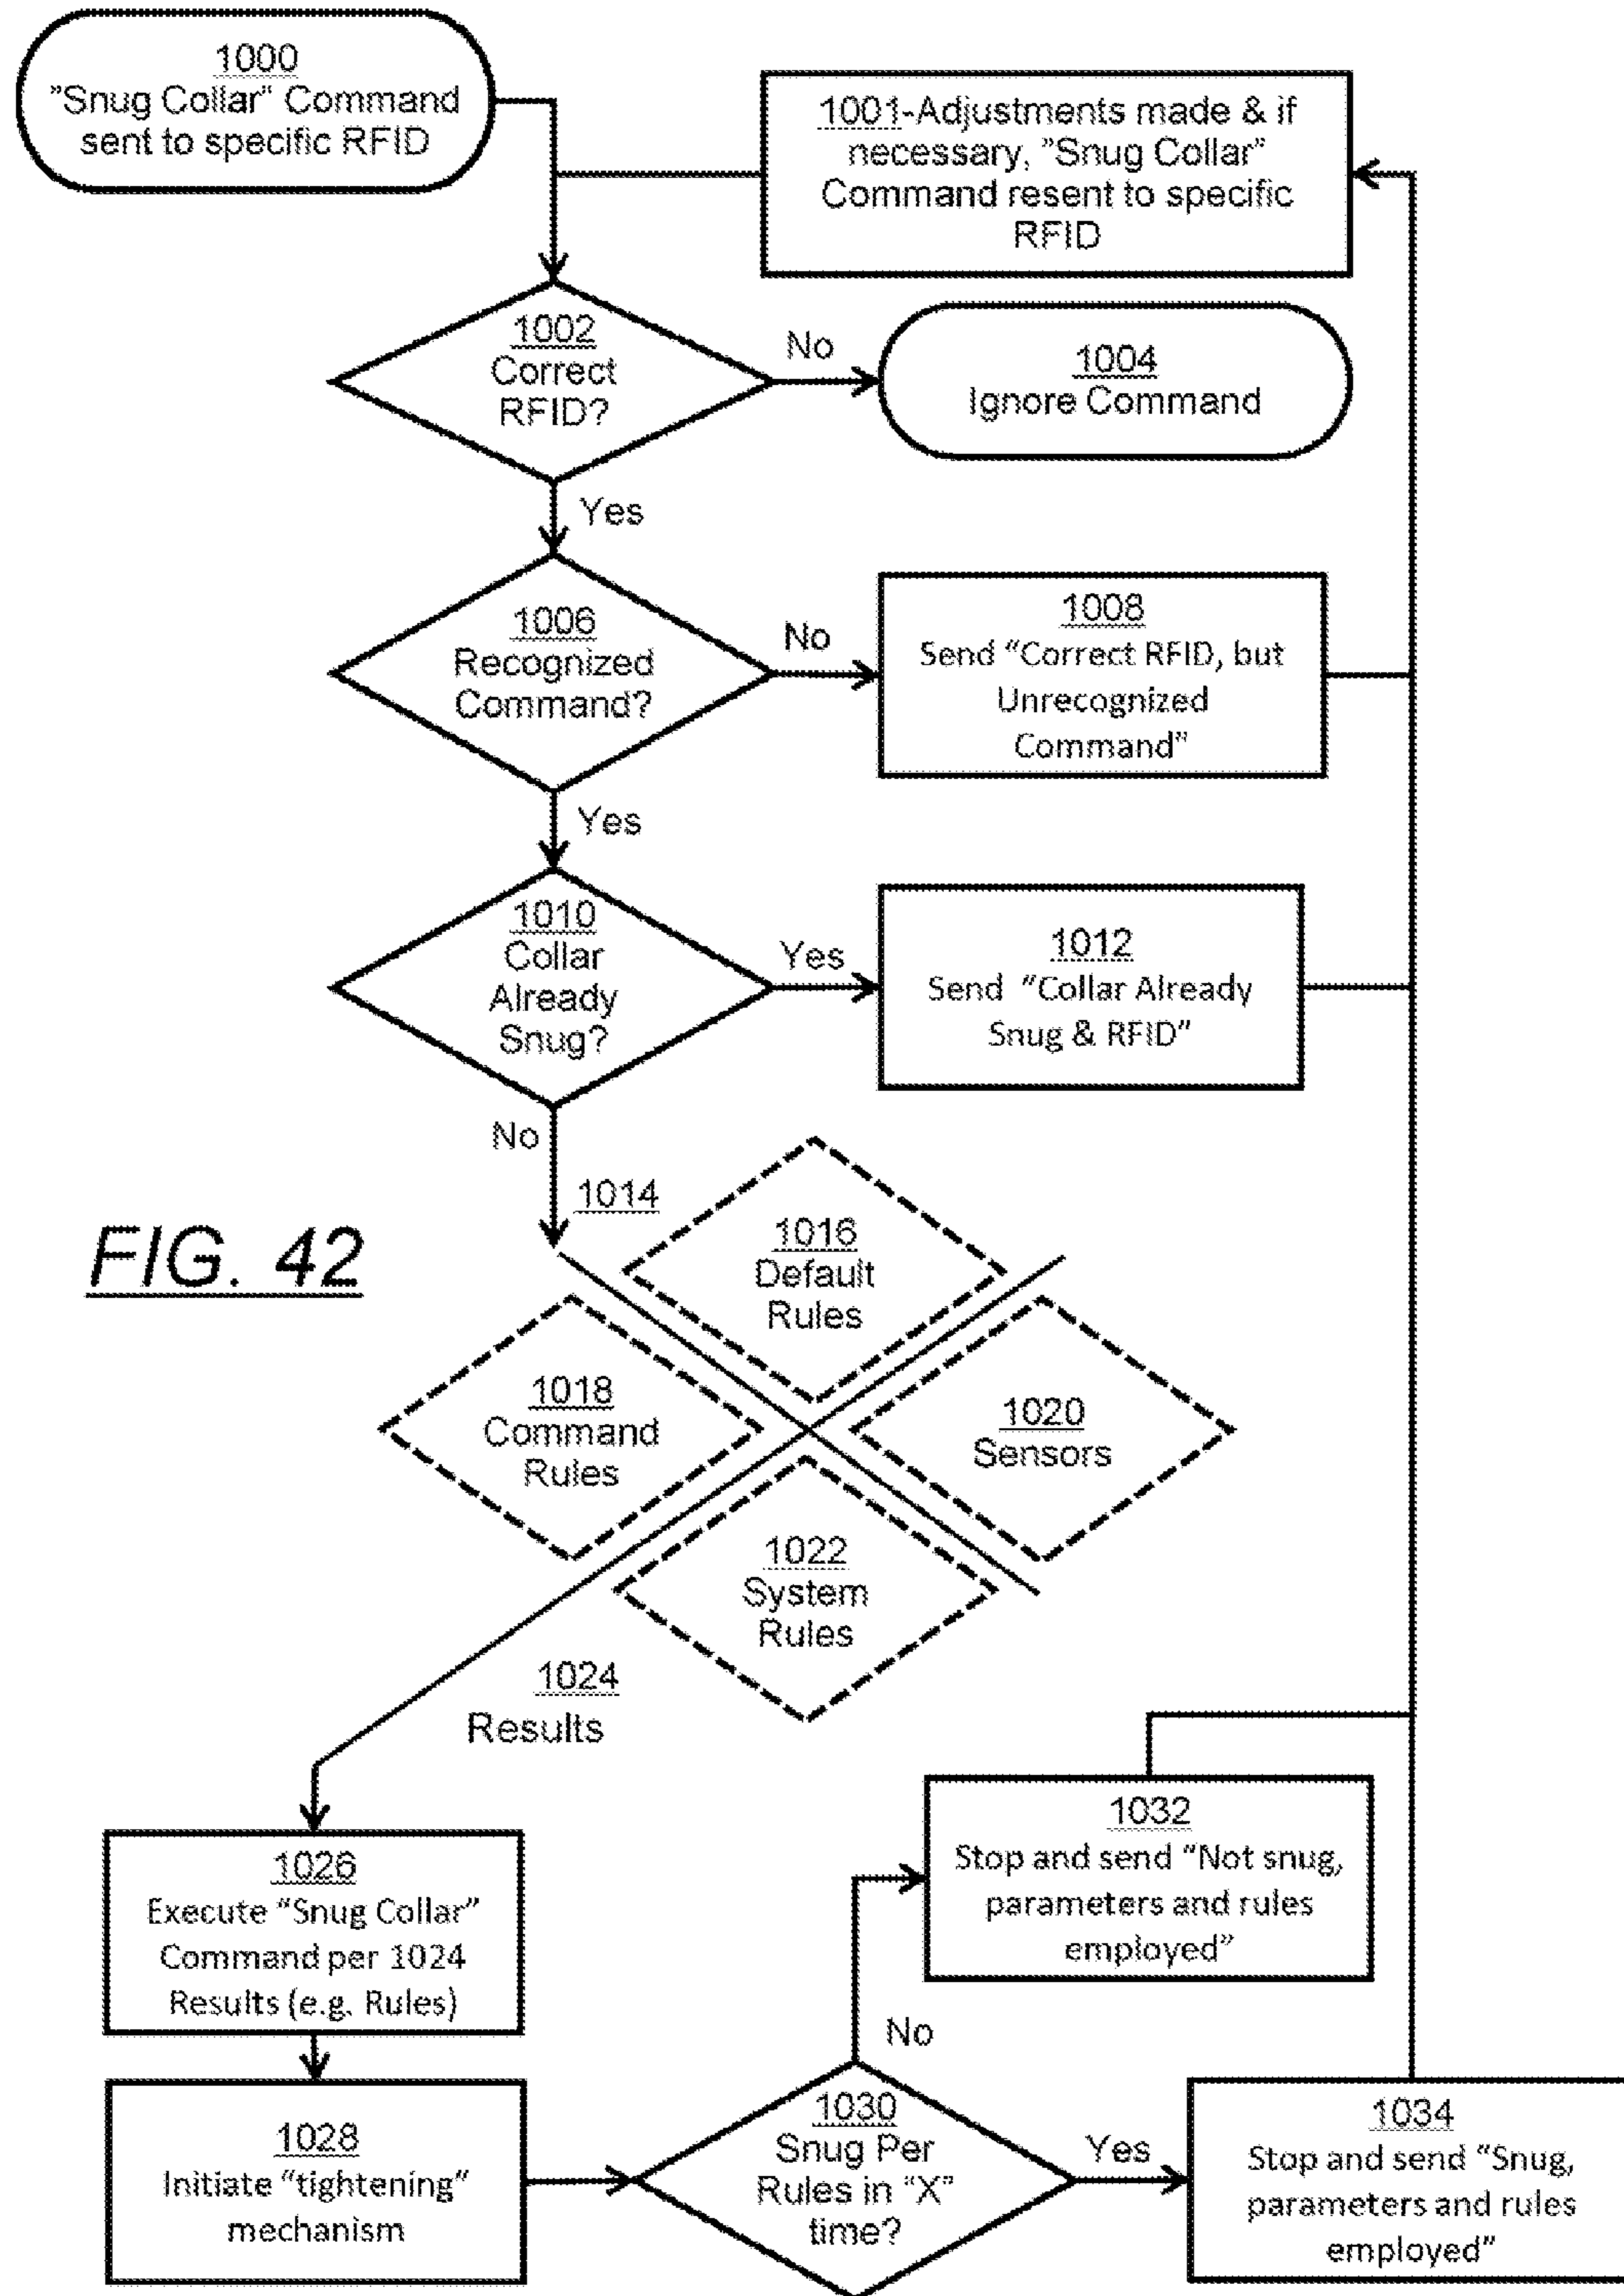 1000
"Snug Collar" Command
sent to specific RFID
1001-Adjustments made & if
necessary, "Snug Collar"
Command resent to specific
RFID
1002
Correct
RFID?
No
1004
Ignore Command
Yes
1006
Recognized
Command?
No
1008
Send “Correct RFID, but
Unrecognized
Command”
Yes
1010
Collar
Already
Snug?
Yes
1012
Send “Collar Already
Snug & RFID”
No
1014
1016
Default
Rules
FIG. 42
1018
Command
Rules
1020
Sensors
1022
System
Rules
1024
Results
1026
Execute “Snug Collar”
Command per 1024
Results (e.g. Rules)
1032
Stop and send “Not snug,
parameters and rules
employed”
No
1028
Initiate “tightening”
mechanism
1030
Snug Per
Rules in “X”
time?
Yes
1034
Stop and send “Snug,
parameters and rules
employed”